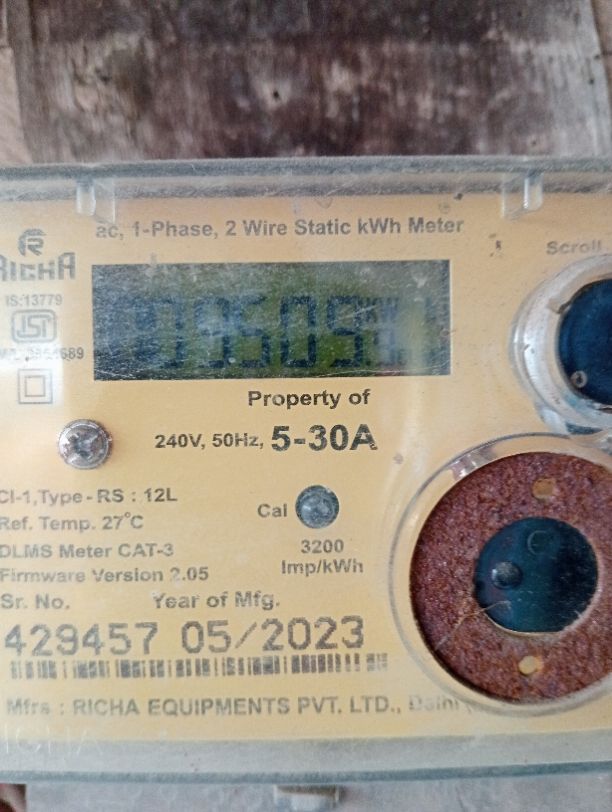 ac, 1-Phase, 2 Wire Static kWh Meter
RICHA
Scroll
IS:13779
Property of
240V, 50Hz, 5-30A
Cl-1,Type-RS : 12L
Cal
Ref. Temp. 27°C
3200
DLMS Meter CAT-3
Imp/kWh
Firmware Version 2.05
Sr. No. Year of Mfg.
429457 05/2023
Mfrs : RICHA EQUIPMENTS PVT. LTD., Delhi
RICHA